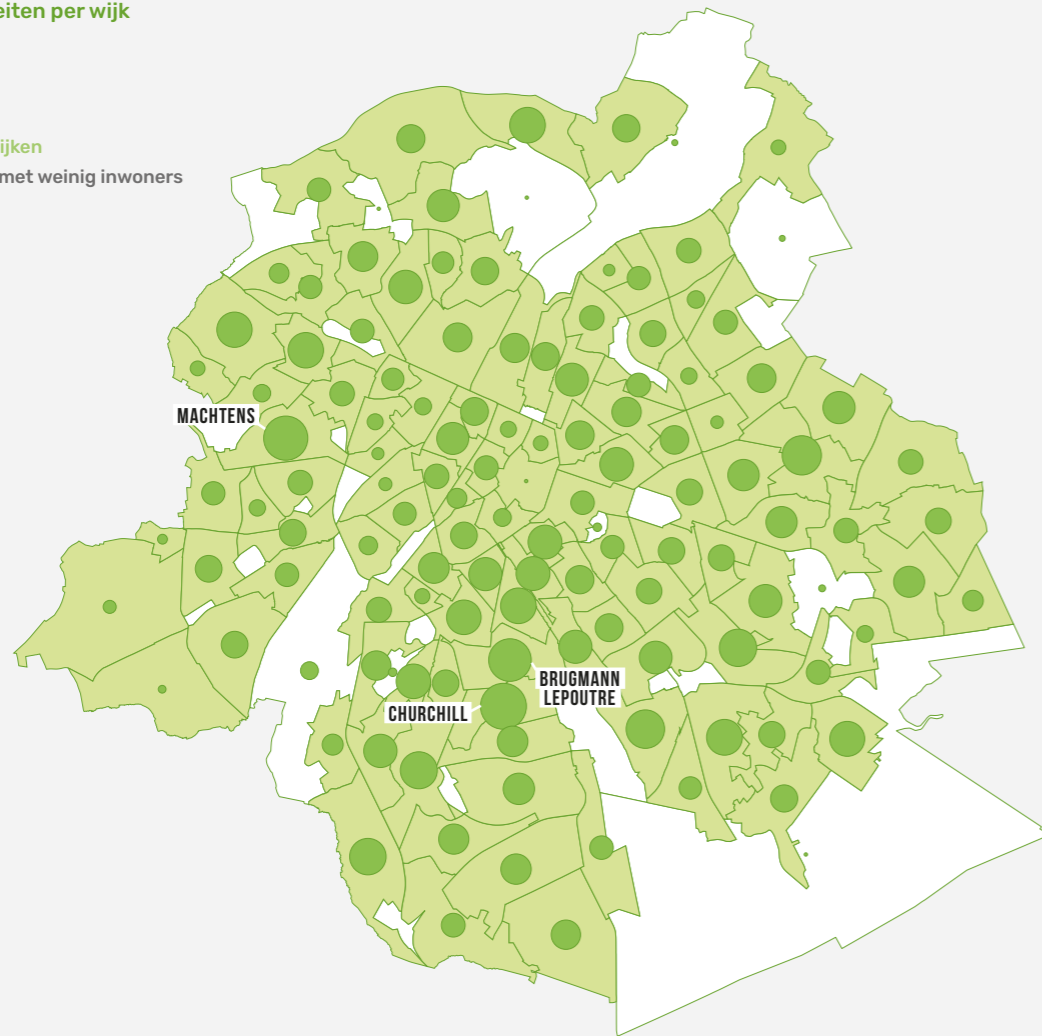 eiten per wijk
ijken
met weinig inwoners
MACHTENS
BRUGMANN
LEPOUTRE
CHURCHILL